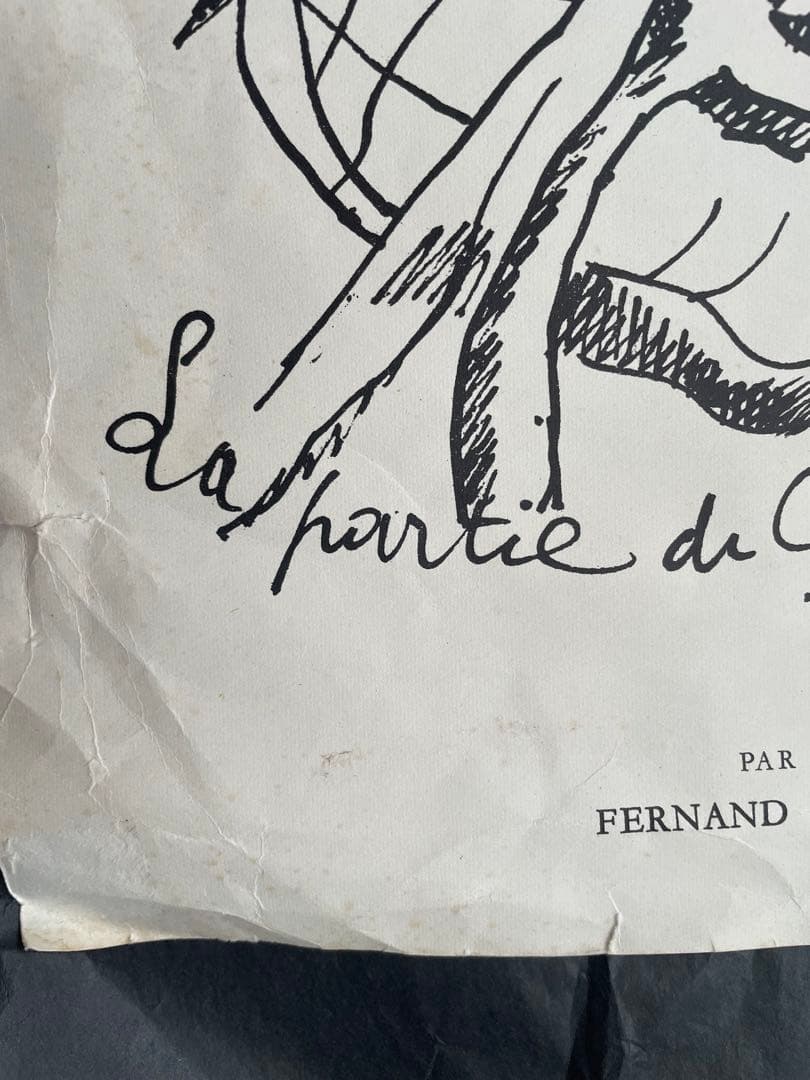 La partie de
PAR
FERNAND